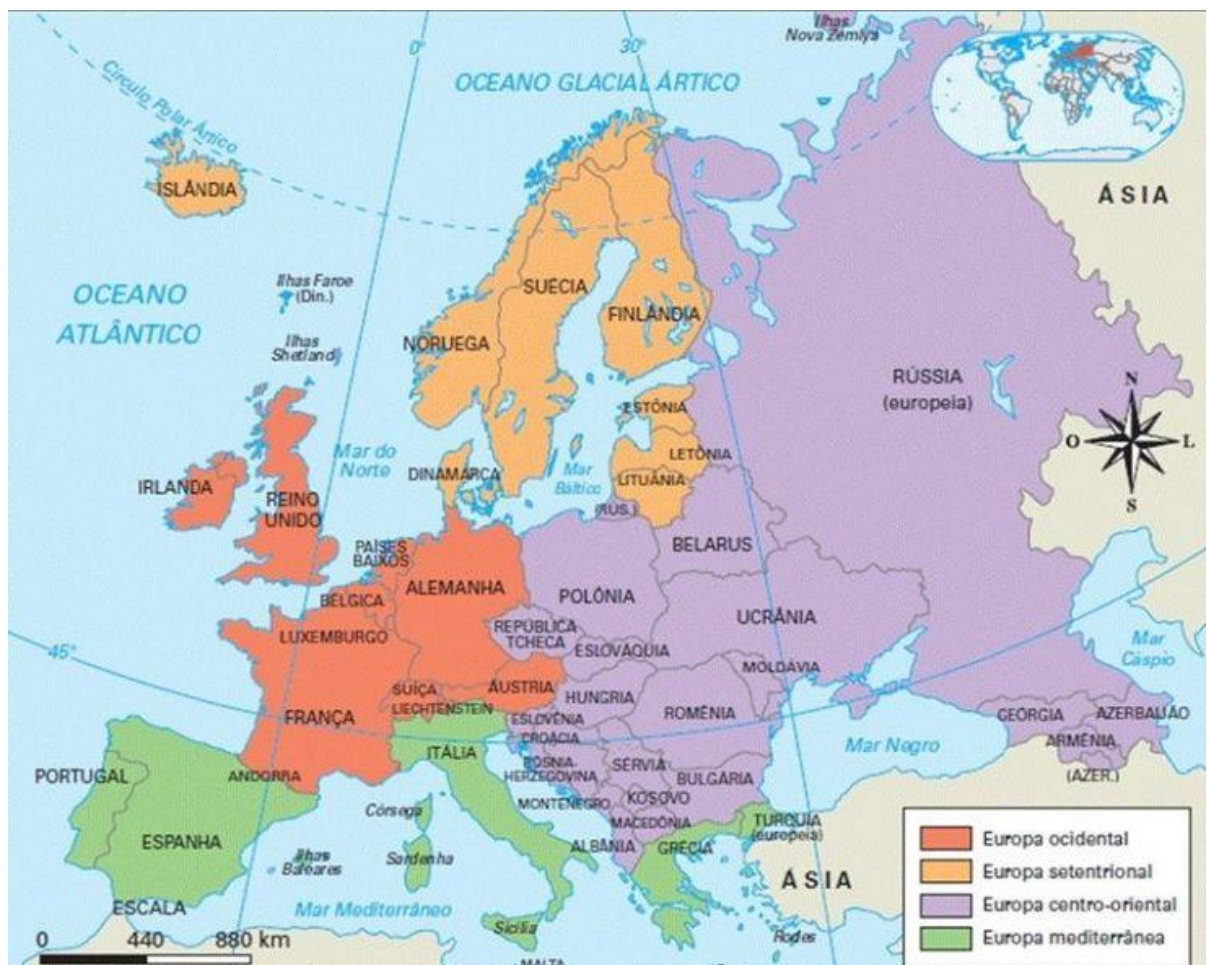 Ilhas
Nova Zemlya
0°
30°
OCEANO GLACIAL ÁRTICO
Círculo Polar Ártico
ISLÂNDIA
ÁSIA
OCEANO
ATLÂNTICO
Ilhas Faroe
(Din.)
Ilhas
Shetland
SUÉCIA
FINLÂNDIA
NORUEGA
RÚSSIA
(europeia)
N
O
L
S
ESTÔNIA
LETÔNIA
LITUÂNIA
(RÚS.)
Mar do
Norte
DINAMARCA
Mar
Báltico
IRLANDA
REINO
UNIDO
PAÍSES
BAIXOS
BÉLGICA
ALEMANHA
LUXEMBURGO
BELARUS
POLÔNIA
UCRÂNIA
REPÚBLICA
TCHECA
ESLOVÁQUIA
MOLDÁVIA
45°
SUÍÇA
LIECHTENSTEIN
ÁUSTRIA
HUNGRIA
ROMÊNIA
FRANÇA
ESLOVÊNIA
CROÁCIA
Mar
Cáspio
GEÓRGIA
AZERBAIJÃO
ARMÊNIA
(AZER.)
Mar Negro
ITÁLIA
BÓSNIA-
HERZEGOVINA
SÉRVIA
BULGÁRIA
MONTENEGRO
KOSOVO
MACEDÔNIA
ALBÂNIA
GRÉCIA
TURQUIA
(europeia)
PORTUGAL
ANDORRA
ESPANHA
Córsega
Sardenha
Ilhas
Baleares
Mar Mediterrâneo
Sicília
MALTA
Rodes
ÁSIA
ESCALA
0 440 880 km
Europa ocidental
Europa setentrional
Europa centro-oriental
Europa mediterrânea